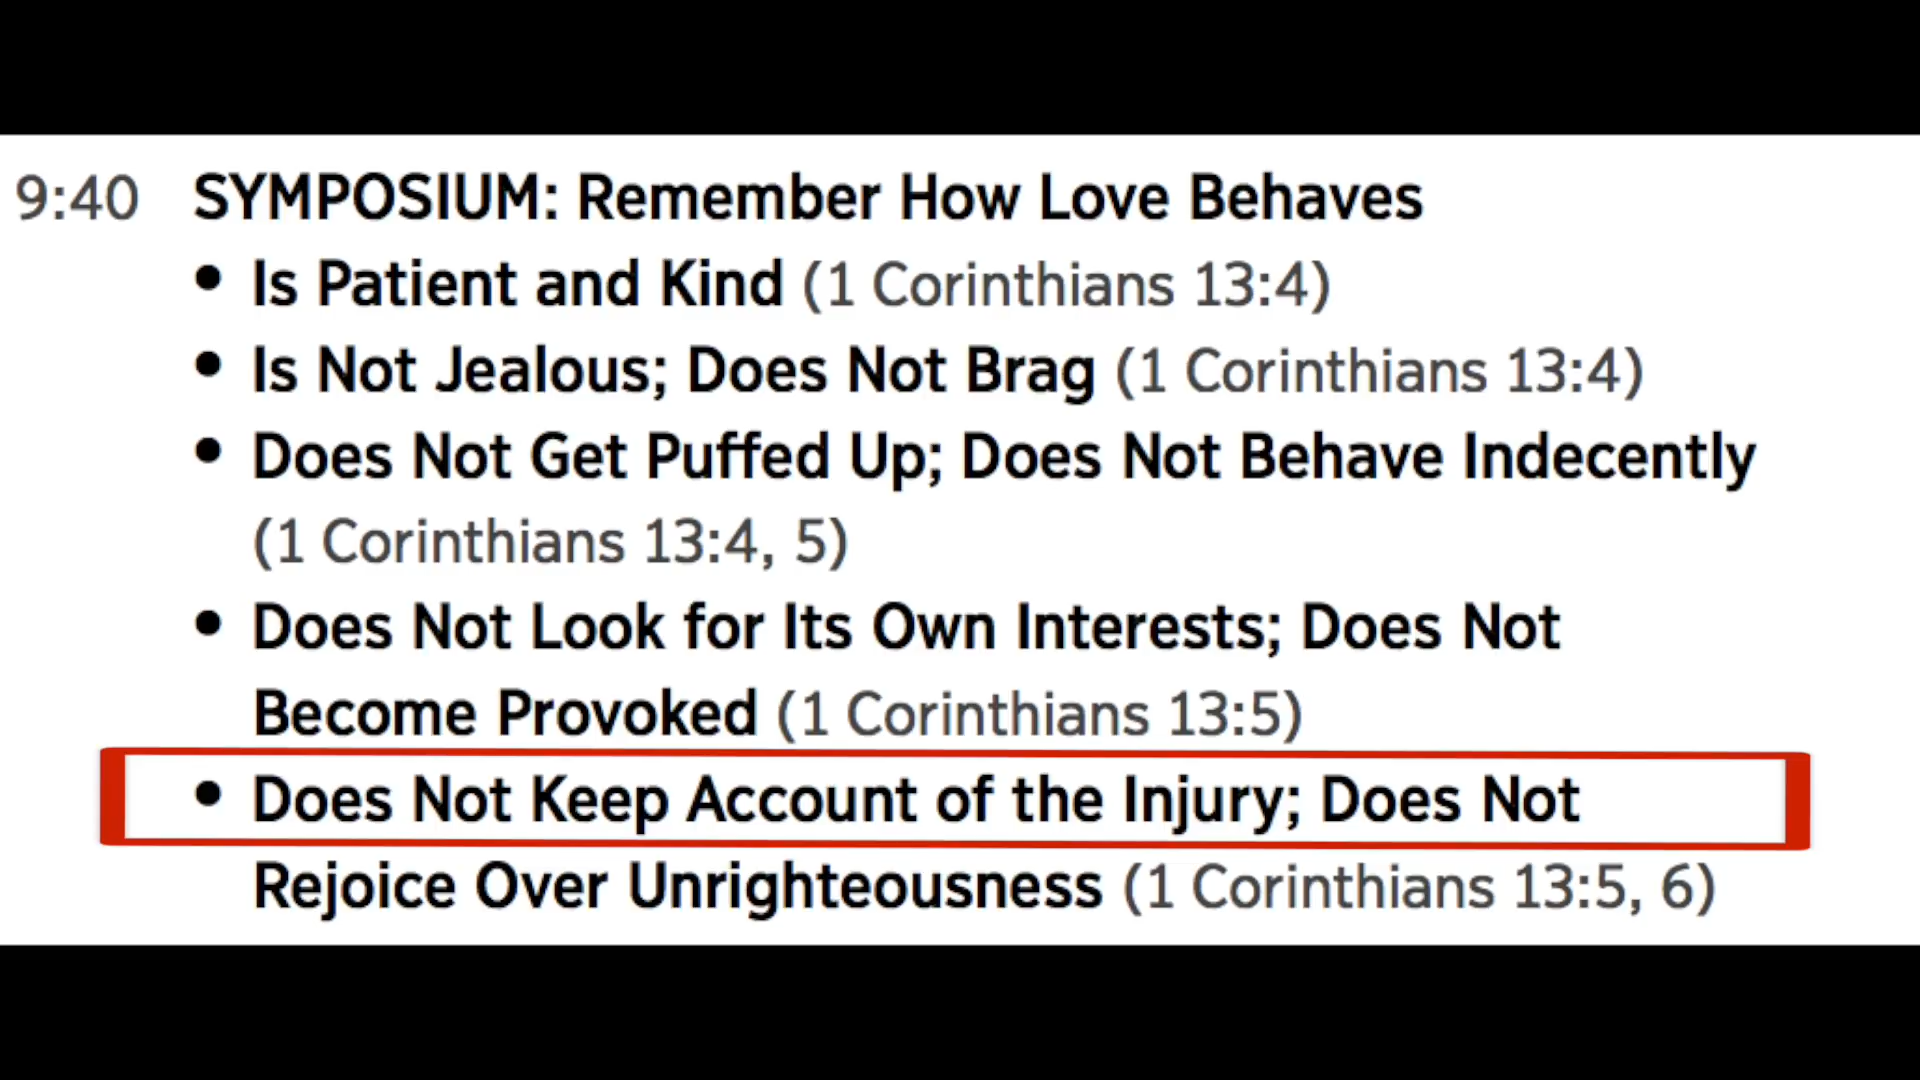 9:40 SYMPOSIUM: Remember How Love Behaves
• Is Patient and Kind (1 Corinthians 13:4)
• Is Not Jealous; Does Not Brag (1 Corinthians 13:4)
• Does Not Get Puffed Up; Does Not Behave Indecently
(1 Corinthians 13:4, 5)
• Does Not Look for Its Own Interests; Does Not
Become Provoked (1 Corinthians 13:5)
• Does Not Keep Account of the Injury; Does Not
Rejoice Over Unrighteousness (1 Corinthians 13:5, 6)